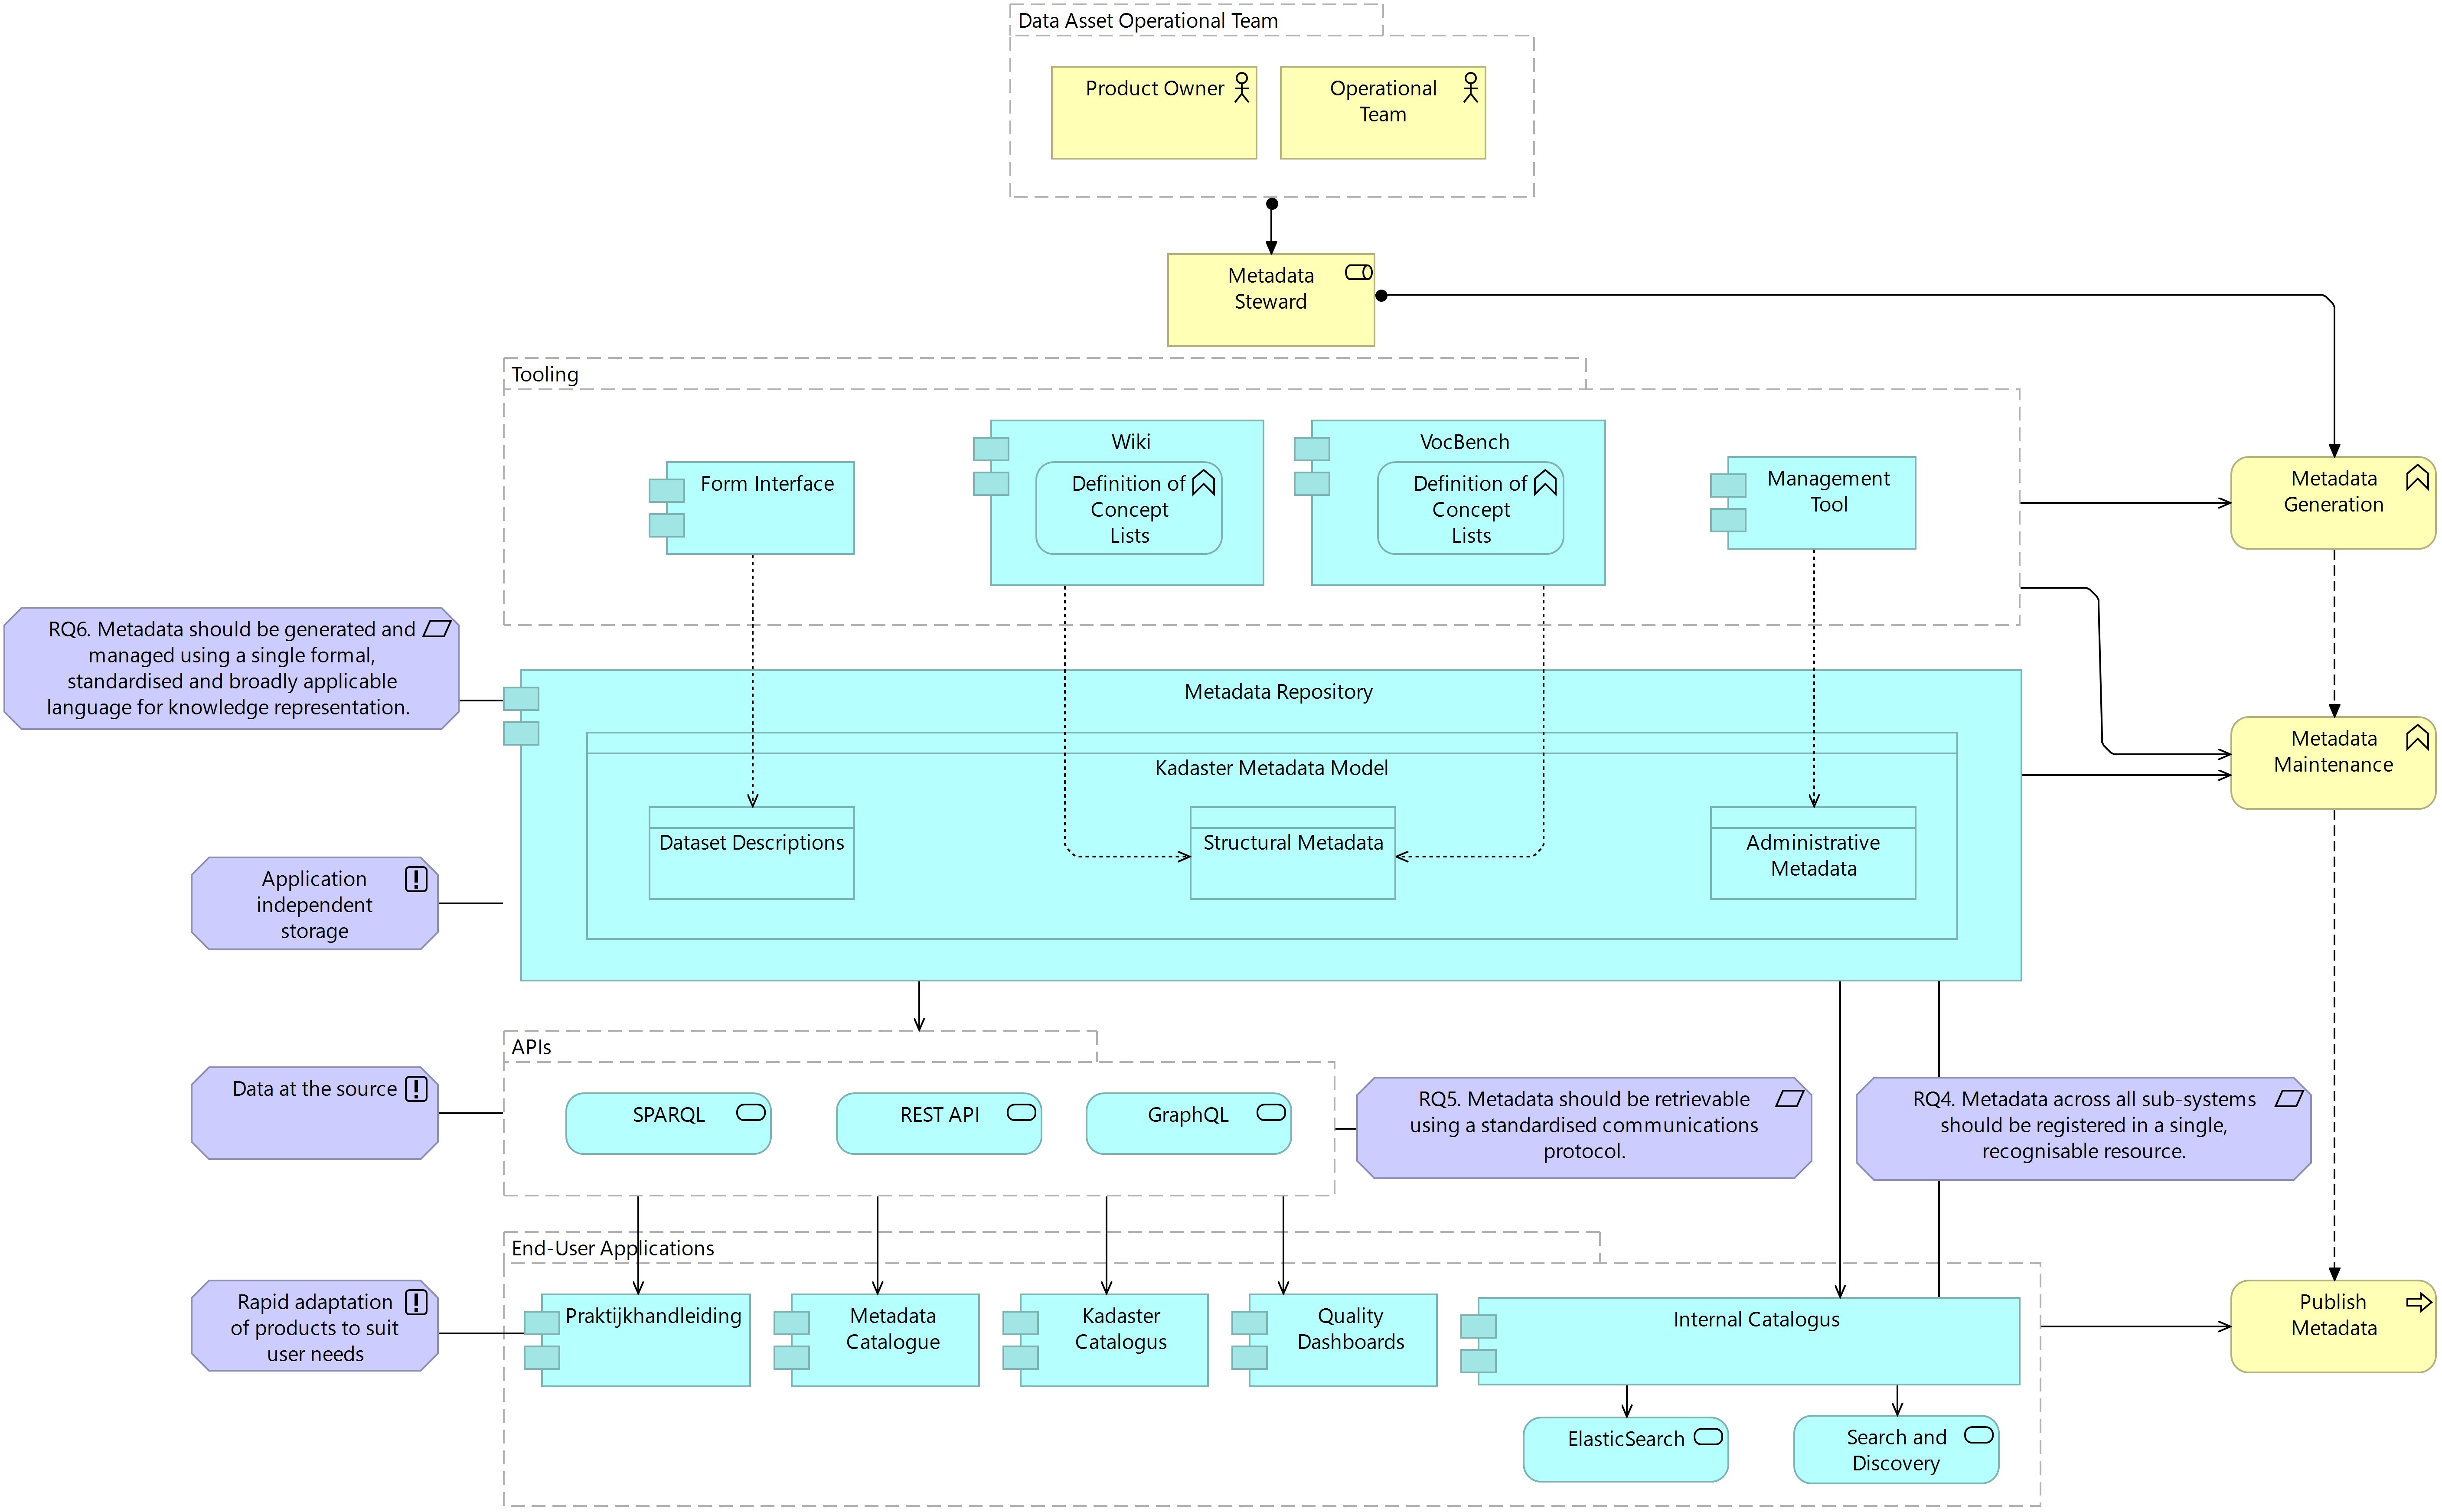 Data Asset Operational Team
Product Owner
Operational
Team
Metadata
Steward
Tooling
Form Interface
Wiki
Definition of
Concept
Lists
VocBench
Definition of
Concept
Lists
Management
Tool
Metadata
Generation
RQ6. Metadata should be generated and
managed using a single formal,
standardised and broadly applicable
language for knowledge representation.
Metadata Repository
Kadaster Metadata Model
Dataset Descriptions
Structural Metadata
Administrative
Metadata
Metadata
Maintenance
Application
independent
storage
APIs
Data at the source
SPARQL
REST API
GraphQL
RQ5. Metadata should be retrievable
using a standardised communications
protocol.
RQ4. Metadata across all sub-systems
should be registered in a single,
recognisable resource.
End-User Applications
Rapid adaptation
of products to suit
user needs
Praktijkhandleiding
Metadata
Catalogue
Kadaster
Catalogus
Quality
Dashboards
Internal Catalogus
Publish
Metadata
ElasticSearch
Search and
Discovery